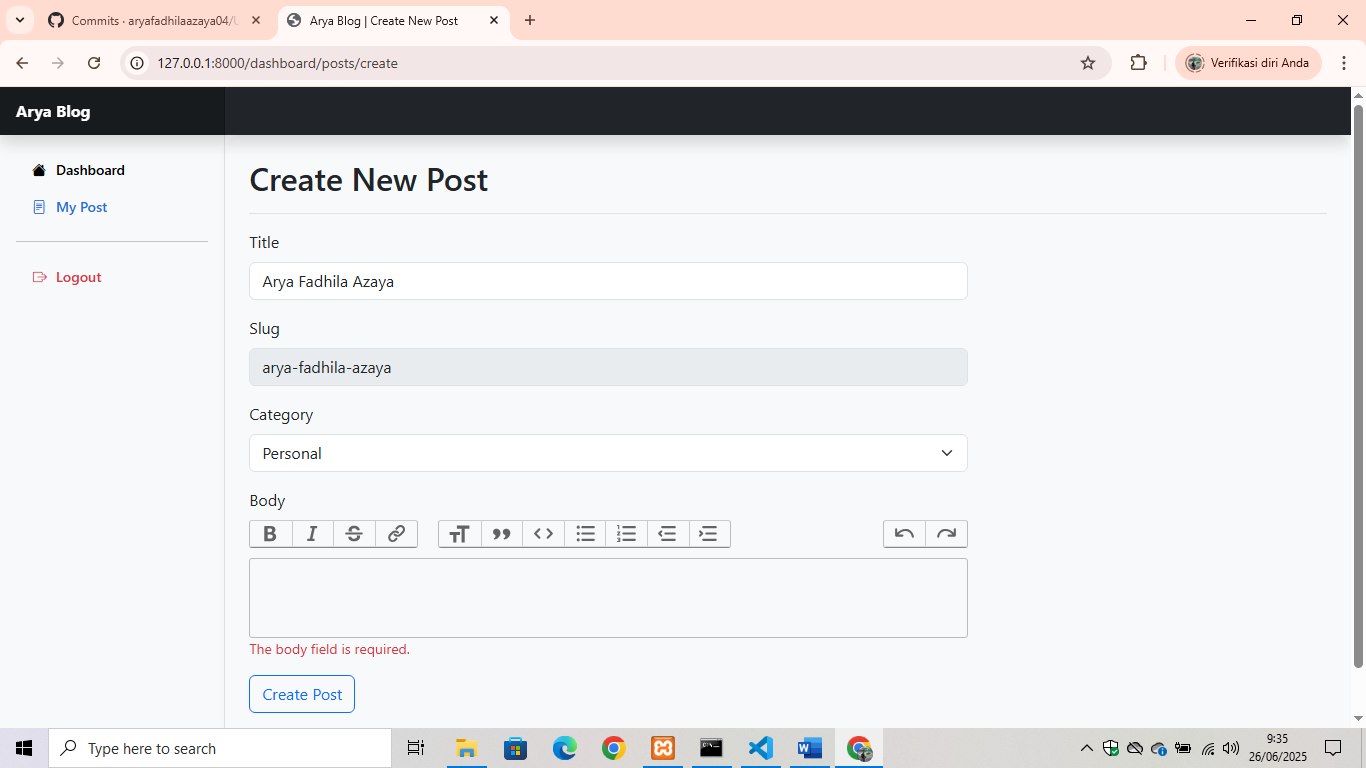 Commits · aryafadhilaazaya04/U
Arya Blog | Create New Post
127.0.0.1:8000/dashboard/posts/create
Verifikasi diri Anda
Arya Blog
Dashboard
My Post
Logout
Create New Post
Title
Arya Fadhila Azaya
Slug
arya-fadhila-azaya
Category
Personal
Body
The body field is required.
Create Post
Type here to search
9:35
26/06/2025